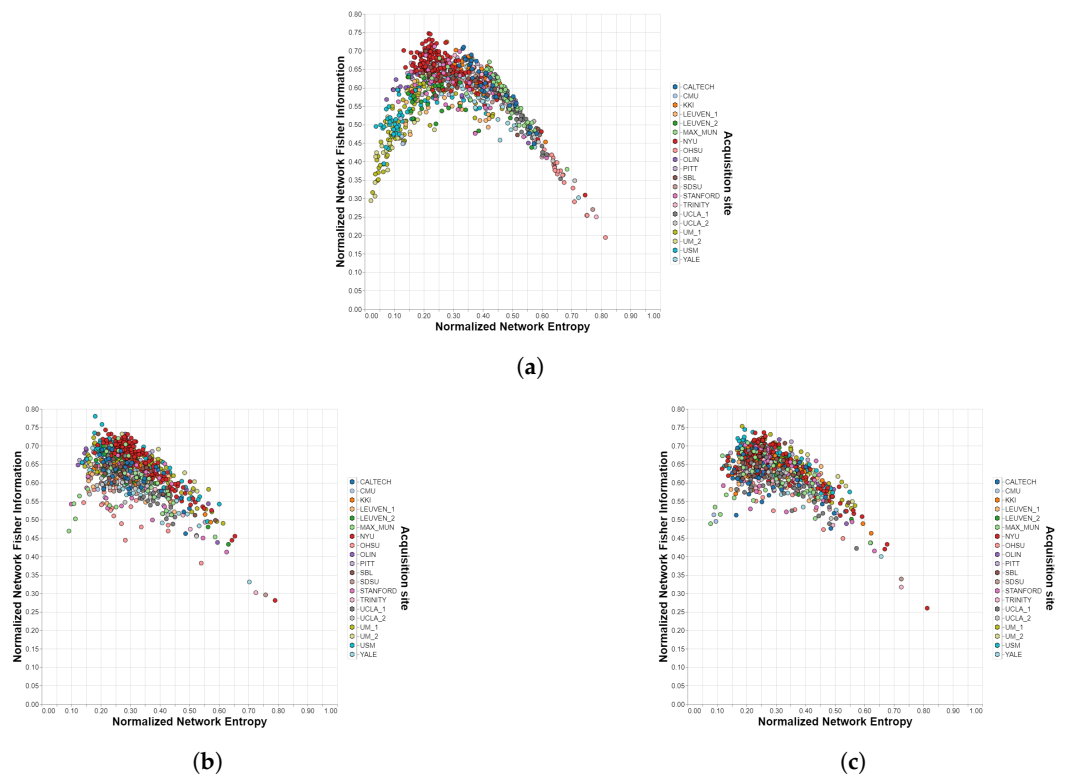 0.80
0.75
0.70
0.65
0.60
0.55
0.50
0.45
0.40
0.35
0.30
0.25
0.20
0.15
0.10
0.05
0.00
Normalized Network Fisher Information
0.00 0.10 0.20 0.30 0.40 0.50 0.60 0.70 0.80 0.90 1.00
Normalized Network Entropy
CALTECH
CMU
KKI
LEUVEN_1
LEUVEN_2
MAX_MUN
NYU
OHSU
OLIN
PITT
SBL
SDSU
STANFORD
TRINITY
UCLA_1
UCLA_2
UM_1
UM_2
USM
YALE
Acquisition site
(a)
0.80
0.75
0.70
0.65
0.60
0.55
0.50
0.45
0.40
0.35
0.30
0.25
0.20
0.15
0.10
0.05
0.00
Normalized Network Fisher Information
0.00 0.10 0.20 0.30 0.40 0.50 0.60 0.70 0.80 0.90 1.00
Normalized Network Entropy
CALTECH
CMU
KKI
LEUVEN_1
LEUVEN_2
MAX_MUN
NYU
OHSU
OLIN
PITT
SBL
SDSU
STANFORD
TRINITY
UCLA_1
UCLA_2
UM_1
UM_2
USM
YALE
Acquisition site
(b)
0.80
0.75
0.70
0.65
0.60
0.55
0.50
0.45
0.40
0.35
0.30
0.25
0.20
0.15
0.10
0.05
0.00
Normalized Network Fisher Information
0.00 0.10 0.20 0.30 0.40 0.50 0.60 0.70 0.80 0.90 1.00
Normalized Network Entropy
CALTECH
CMU
KKI
LEUVEN_1
LEUVEN_2
MAX_MUN
NYU
OHSU
OLIN
PITT
SBL
SDSU
STANFORD
TRINITY
UCLA_1
UCLA_2
UM_1
UM_2
USM
YALE
Acquisition site
(c)